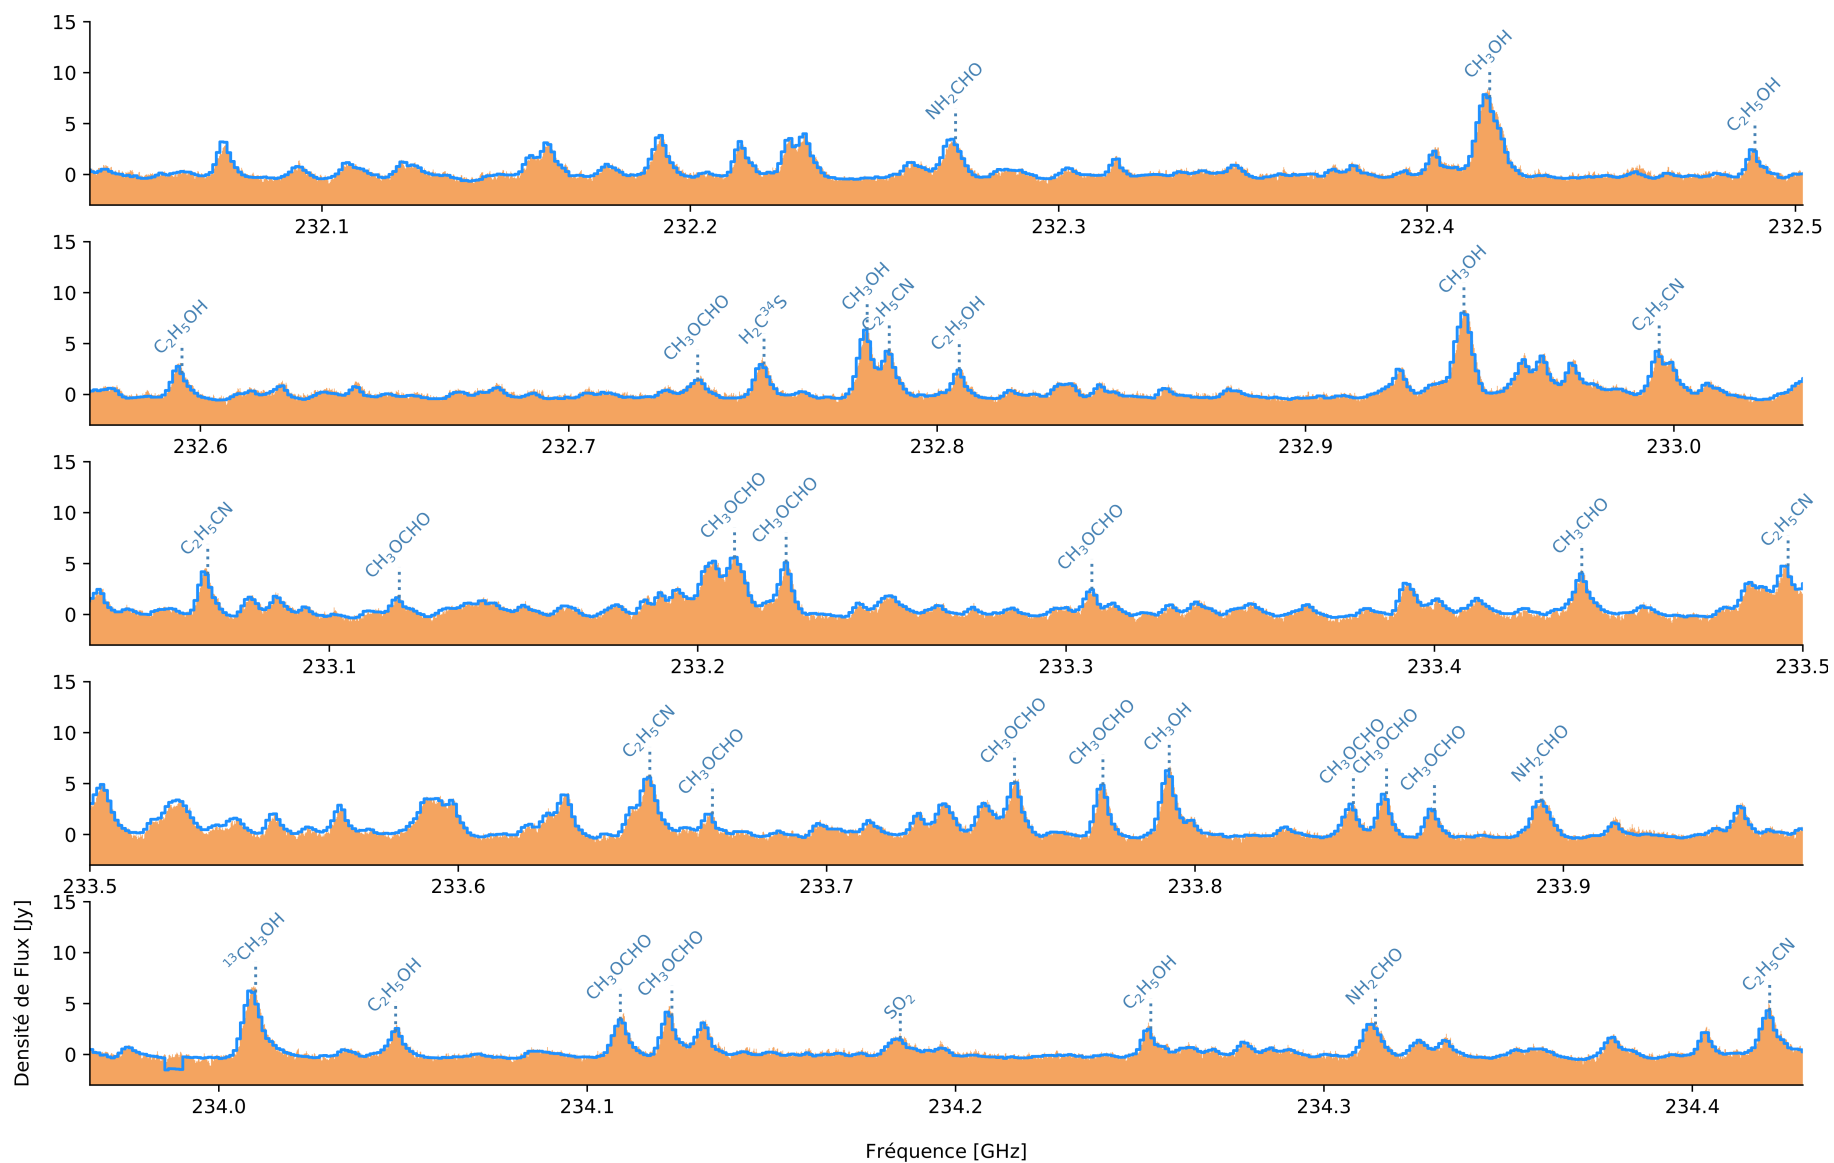 15
10
5
0
NH₂CHO
CH₃OH
C₂H₅OH
232.1 232.2 232.3 232.4 232.5
15
10
5
0
C₂H₅OH
CH₃OCHO
H₂C³⁴S
CH₃OH
C₂H₅CN
C₂H₅OH
CH₃OH
C₂H₅CN
232.6 232.7 232.8 232.9 233.0
15
10
5
0
C₂H₅CN
CH₃OCHO
CH₃OCHO
CH₃OCHO
CH₃OCHO
CH₃CHO
C₂H₅CN
233.1 233.2 233.3 233.4 233.5
15
10
5
0
C₂H₅CN
CH₃OCHO
CH₃OCHO
CH₃OCHO
CH₃OH
CH₃OCHO
CH₃OCHO
CH₃OCHO
NH₂CHO
233.5 233.6 233.7 233.8 233.9
15
10
5
0
¹³CH₃OH
C₂H₅OH
CH₃OCHO
CH₃OCHO
SO₂
C₂H₅OH
NH₂CHO
C₂H₅CN
234.0 234.1 234.2 234.3 234.4
Densité de Flux [Jy]
Fréquence [GHz]